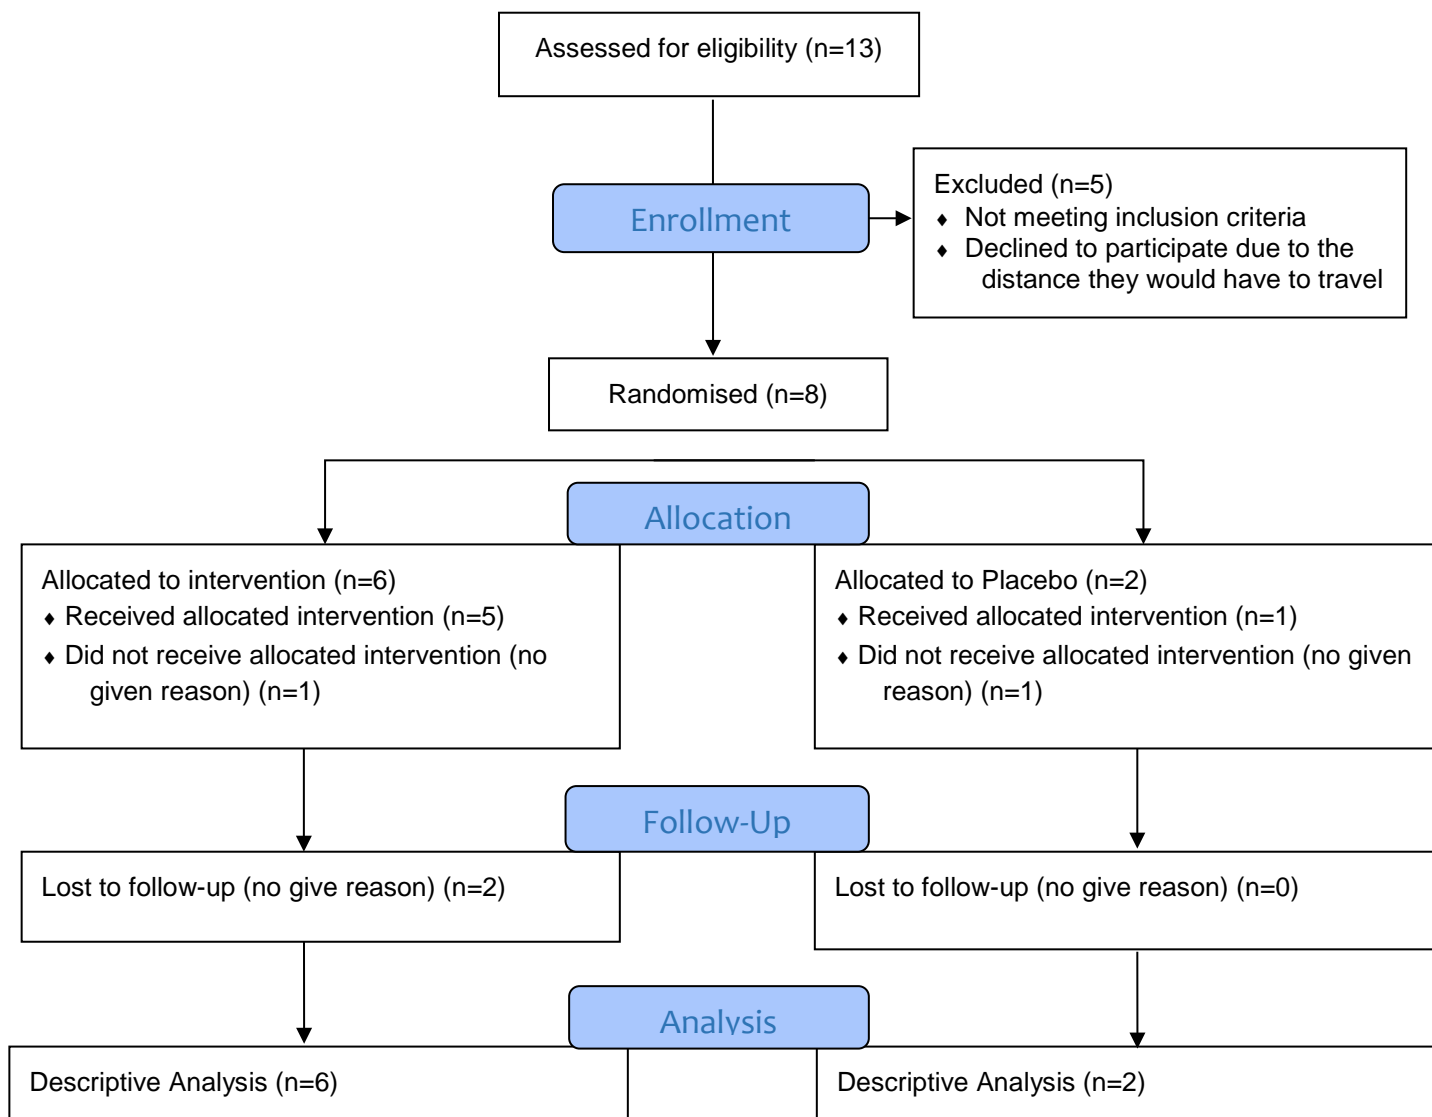 Assessed for eligibility (n=13)
Excluded (n=5)
♦ Not meeting inclusion criteria
♦ Declined to participate due to the
distance they would have to travel
Enrollment
Randomised (n=8)
Allocation
Allocated to intervention (n=6)
♦ Received allocated intervention (n=5)
♦ Did not receive allocated intervention (no
given reason) (n=1)
Allocated to Placebo (n=2)
♦ Received allocated intervention (n=1)
♦ Did not receive allocated intervention (no given
reason) (n=1)
Follow-Up
Lost to follow-up (no give reason) (n=2)
Lost to follow-up (no give reason) (n=0)
Analysis
Descriptive Analysis (n=6)
Descriptive Analysis (n=2)